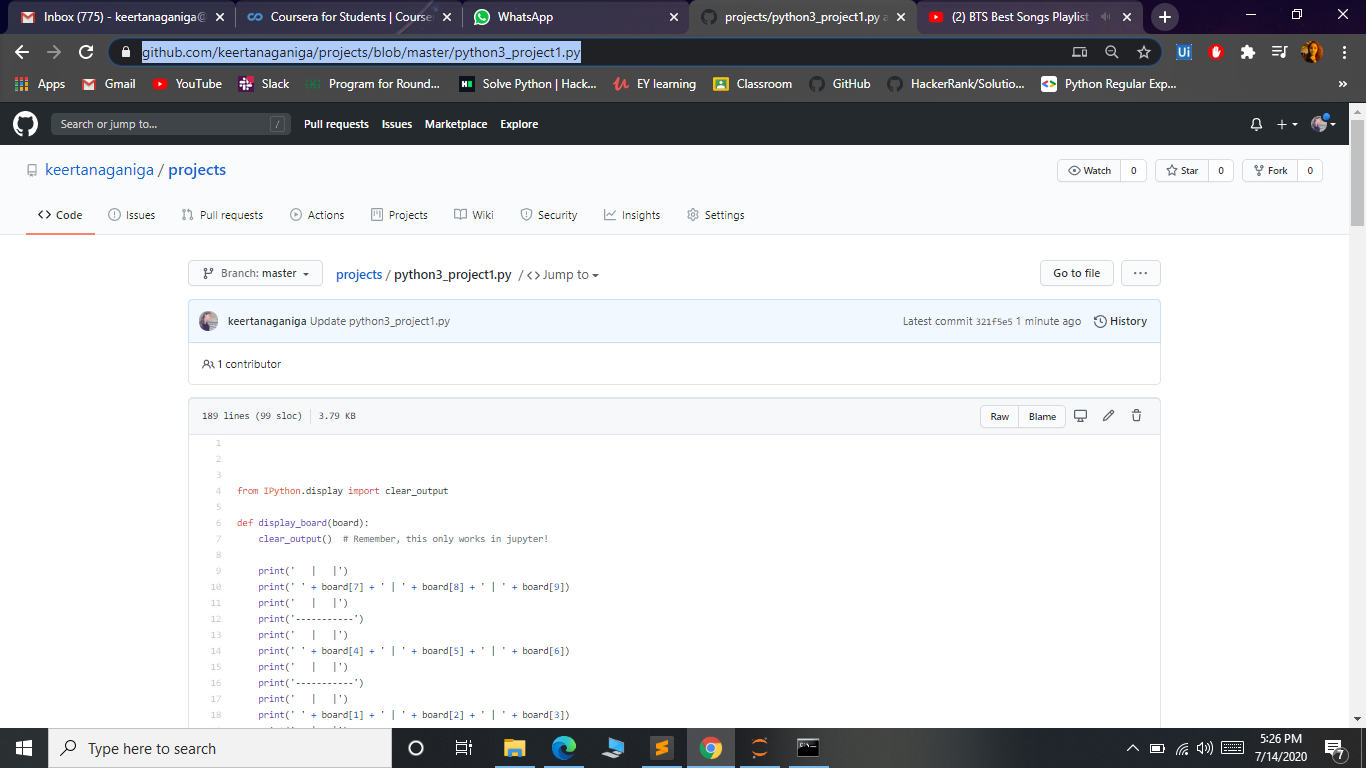 Inbox (775) - keertanaganiga@
Coursera for Students | Course
WhatsApp
projects/python3_project1.py a
(2) BTS Best Songs Playlist
github.com/keertanaganiga/projects/blob/master/python3_project1.py
Apps
Gmail
YouTube
Slack
Program for Round...
Solve Python | Hack...
EY learning
Classroom
GitHub
HackerRank/Solutio...
Python Regular Exp...
»
Search or jump to...
/
Pull requests
Issues
Marketplace
Explore
keertanaganiga / projects
Watch 0
Star 0
Fork 0
Code
Issues
Pull requests
Actions
Projects
Wiki
Security
Insights
Settings
Branch: master
projects / python3_project1.py / <> Jump to
Go to file
...
keertanaganiga Update python3_project1.py
Latest commit 321f5e5 1 minute ago
History
1 contributor
189 lines (99 sloc) | 3.79 KB
Raw
Blame
1
2
3
4 from IPython.display import clear_output
5
6 def display_board(board):
7     clear_output()  # Remember, this only works in jupyter!
8
9     print('   |   |')
10     print(' ' + board[7] + ' | ' + board[8] + ' | ' + board[9])
11     print('   |   |')
12     print('-----------')
13     print('   |   |')
14     print(' ' + board[4] + ' | ' + board[5] + ' | ' + board[6])
15     print('   |   |')
16     print('-----------')
17     print('   |   |')
18     print(' ' + board[1] + ' | ' + board[2] + ' | ' + board[3])
Type here to search
5:26 PM
7/14/2020
7